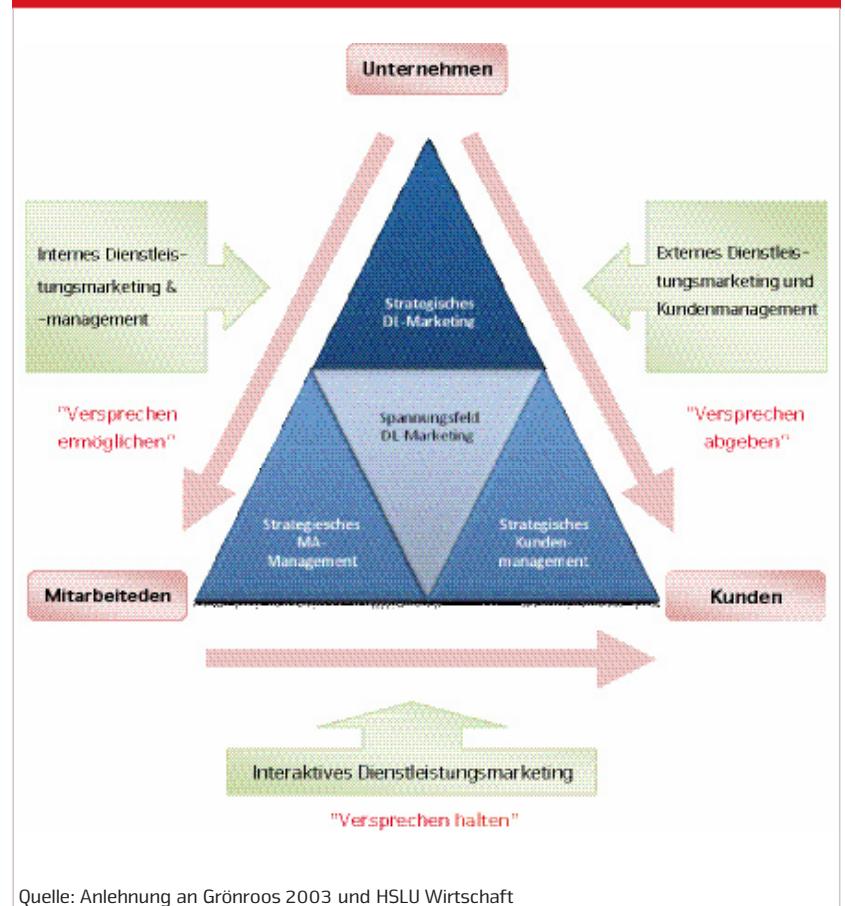 Unternehmen
Internes Dienstleis-
tungsmarketing &
-management
Externes Dienstleis-
tungsmarketing und
Kundenmanagement
Strategisches
DL-Marketing
"Versprechen
ermöglichen"
Spannungsfeld
DL-Marketing
"Versprechen
abgeben"
Strategiesches
MA-
Management
Strategisches
Kunden-
management
Mitarbeiteden
Kunden
Interaktives Dienstleistungsmarketing
"Versprechen halten"
Quelle: Anlehnung an Grönroos 2003 und HSLU Wirtschaft